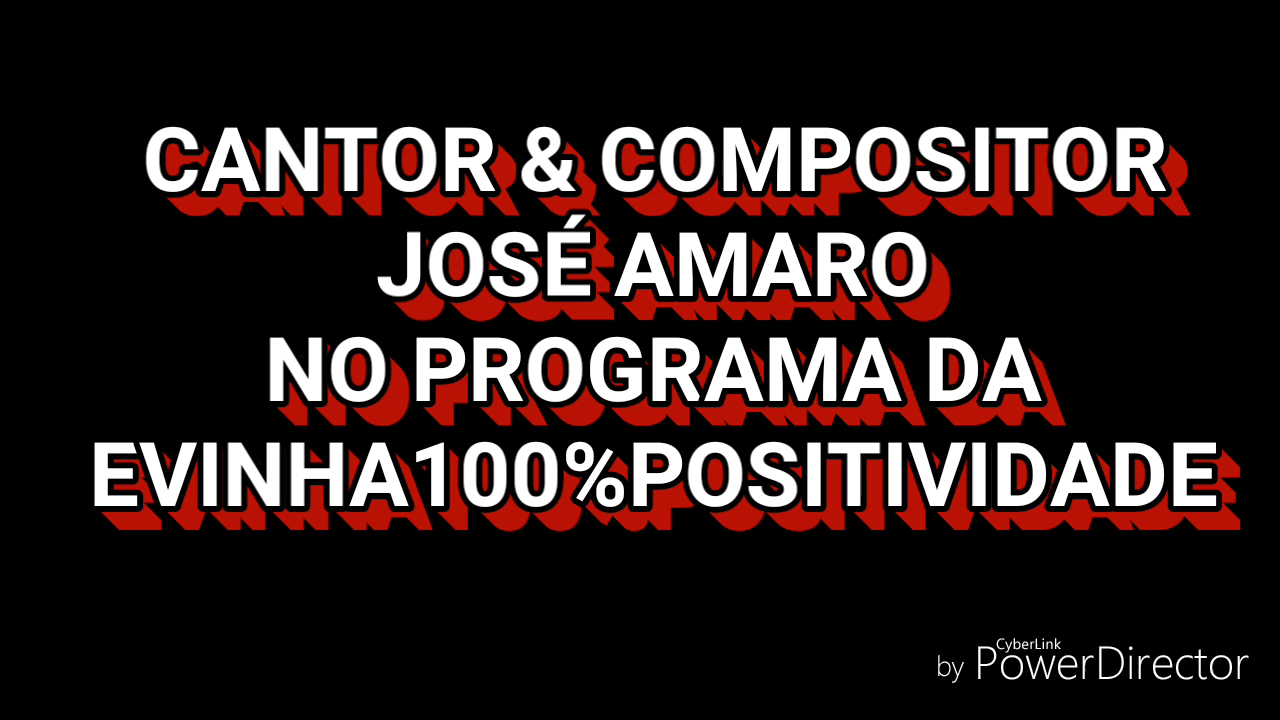 CANTOR & COMPOSITOR
JOSÉ AMARO
NO PROGRAMA DA
EVINHA100%POSITIVIDADE
CyberLink
by PowerDirector